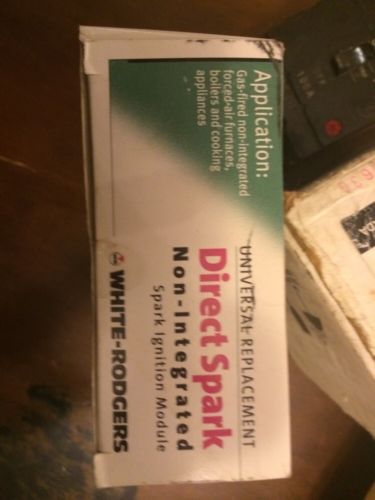 Application:
Gas-fired non-integrated
forced-air furnaces,
boilers and cooking
appliances
UNIVERSAL REPLACEMENT
Direct Spark
Non-Integrated
Spark Ignition Module
WHITE-RODGERS